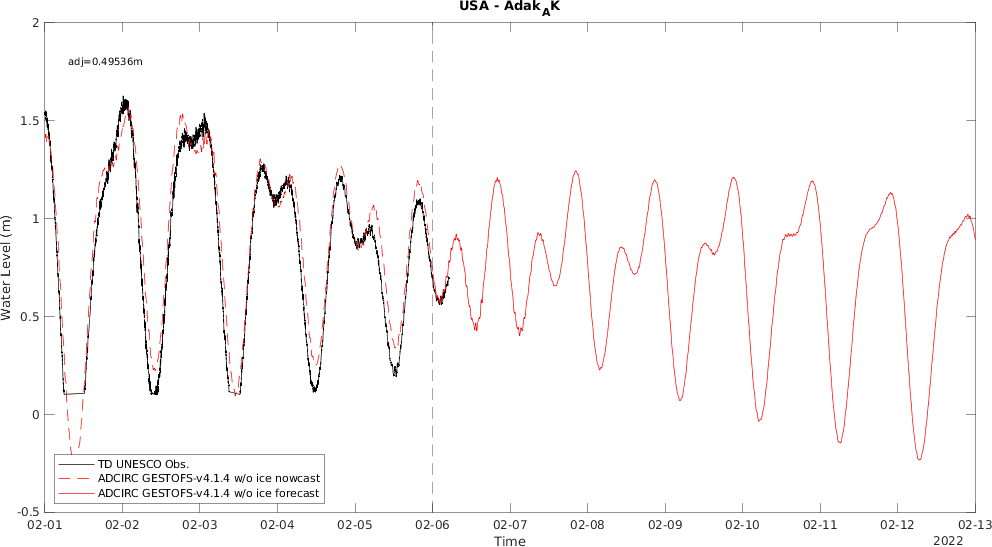 USA - Adak_AK
2
adj=0.49536m
1.5
1
0.5
0
-0.5
Water Level (m)
TD UNESCO Obs.
ADCIRC GESTOFS-v4.1.4 w/o ice nowcast
ADCIRC GESTOFS-v4.1.4 w/o ice forecast
02-01 02-02 02-03 02-04 02-05 02-06 02-07 02-08 02-09 02-10 02-11 02-12 02-13
Time
2022